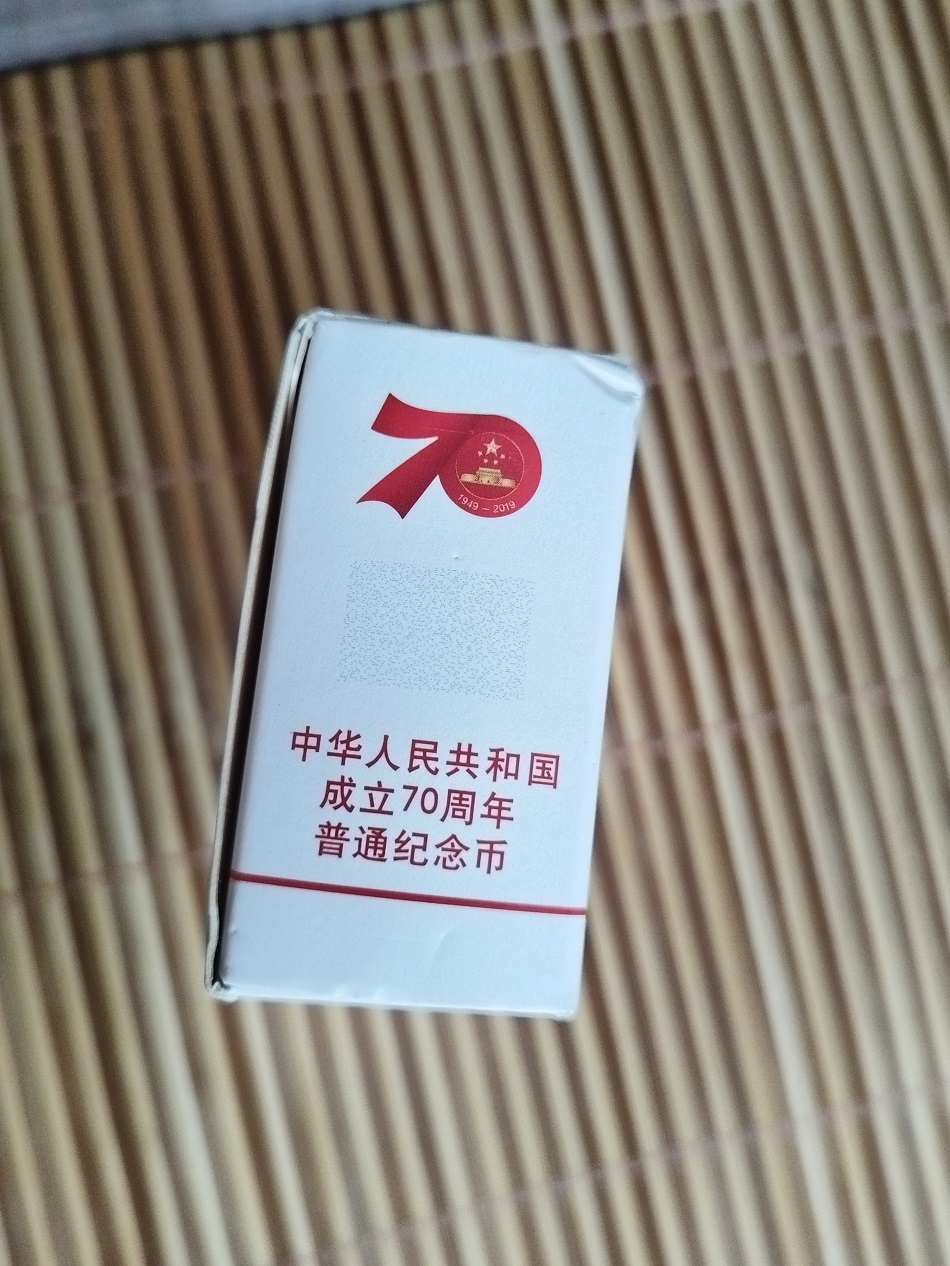 70
1949 — 2019
中华人民共和国
成立70周年
普通纪念币